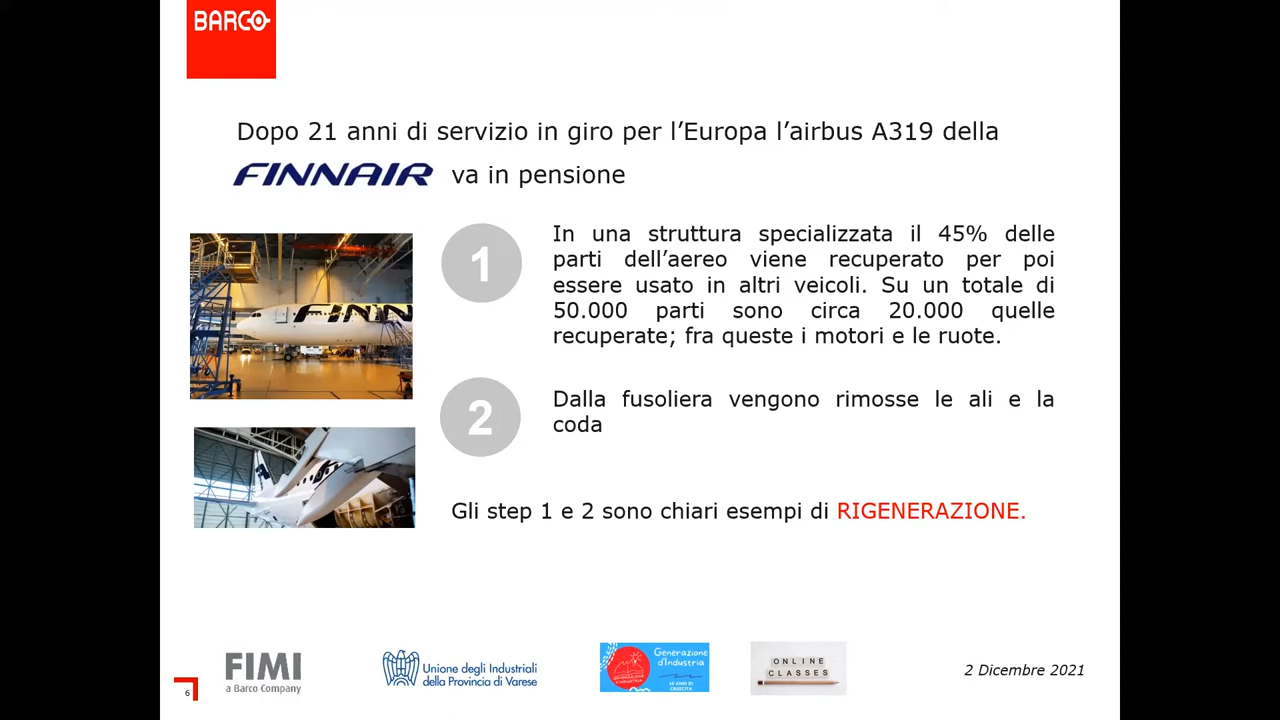 BARCO
Dopo 21 anni di servizio in giro per l’Europa l’airbus A319 della
FINNAIR va in pensione
1
In una struttura specializzata il 45% delle
parti dell’aereo viene recuperato per poi
essere usato in altri veicoli. Su un totale di
50.000 parti sono circa 20.000 quelle
recuperate; fra queste i motori e le ruote.
FINN
2
Dalla fusoliera vengono rimosse le ali e la
coda
Gli step 1 e 2 sono chiari esempi di RIGENERAZIONE.
FIMI
a Barco Company
Unione degli Industriali
della Provincia di Varese
Generazione
d'Industria
ONLINE
CLASSES
2 Dicembre 2021
6